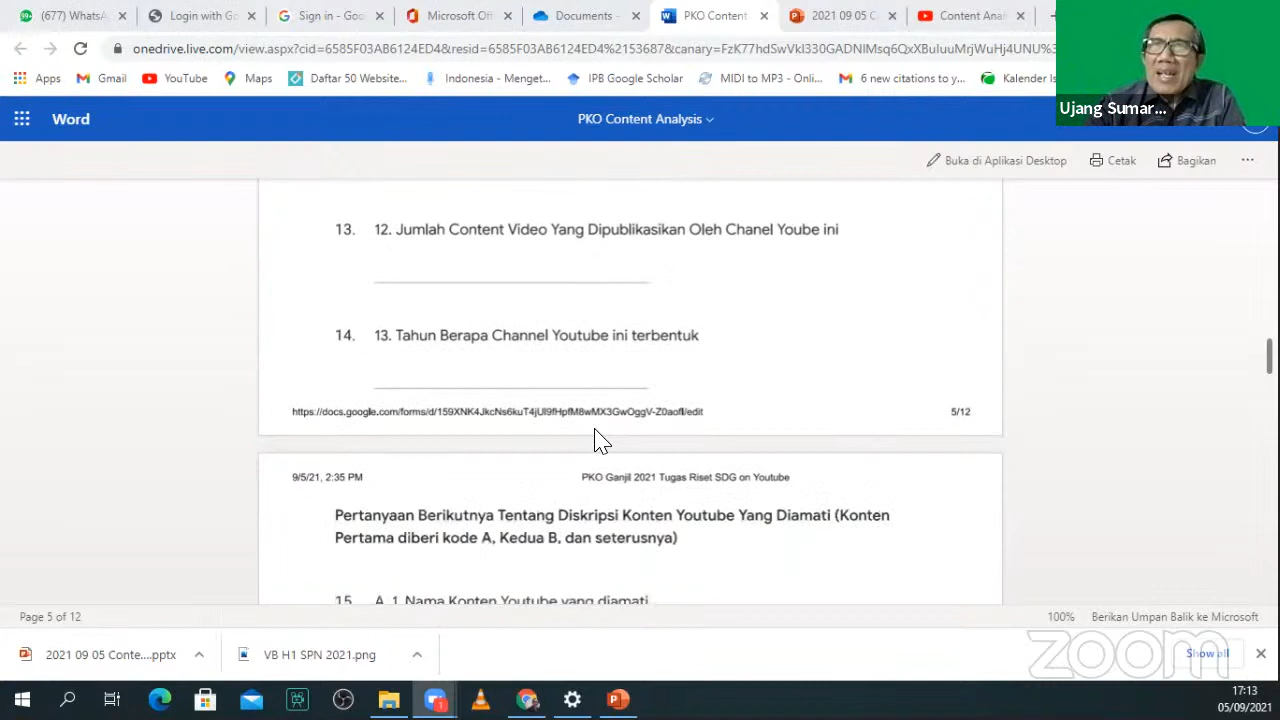 (677) WhatsA
Login with Go
Sign in - Goo
Microsoft Off
Documents -
PKO Content
2021 09 05 C
Content Anal
onedrive.live.com/view.aspx?cid=6585F03AB6124ED4&resid=6585F03AB6124ED4%21536
Apps
Gmail
YouTube
Maps
Daftar 50 Website...
Indonesia - Menget...
IPB Google Scholar
MIDI to MP3 - Onli...
6 new citations to y...
Kalender Is
Ujang Sumar...
Word
PKO Content Analysis
Buka di Aplikasi Desktop
Cetak
Bagikan
13. 12. Jumlah Content Video Yang Dipublikasikan Oleh Chanel Yoube ini
14. 13. Tahun Berapa Channel Youtube ini terbentuk
5/12
9/5/21, 2:35 PM
PKO Ganjil 2021 Tugas Riset SDG on Youtube
Pertanyaan Berikutnya Tentang Diskripsi Konten Youtube Yang Diamati (Konten
Pertama diberi kode A, Kedua B, dan seterusnya)
15. A. 1. Nama Konten Youtube yang diamati
Page 5 of 12
100%
Berikan Umpan Balik ke Microsoft
2021 09 05 Conte....pptx
VB H1 SPN 2021.png
zoom
Show all
17:13
05/09/2021